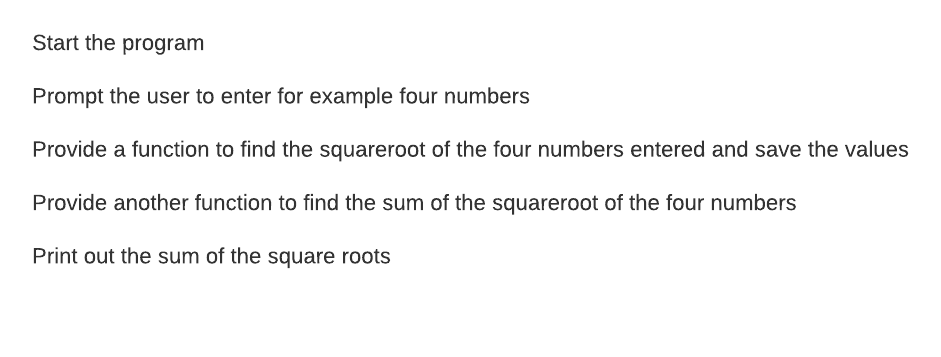 Start the program
Prompt the user to enter for example four numbers
Provide a function to find the squareroot of the four numbers entered and save the values
Provide another function to find the sum of the squareroot of the four numbers
Print out the sum of the square roots